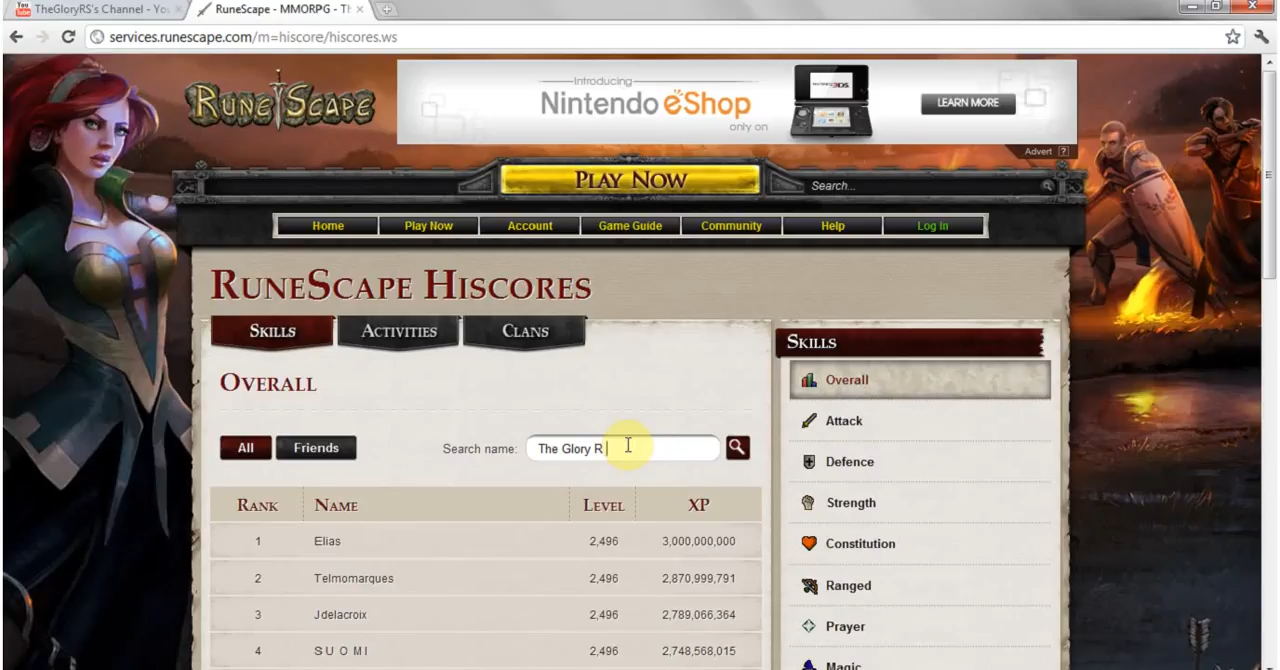 TheGloryRS's Channel - Yo
RuneScape - MMORPG - Th
services.runescape.com/m=hiscore/hiscores.ws
RuneScape
Introducing
Nintendo eShop
only on
LEARN MORE
Advert ?
Play Now
Search...
Home Play Now Account Game Guide Community Help Log In
RuneScape Hiscores
Skills Activities Clans
Overall
All Friends Search name: The Glory R
Rank Name Level XP
1 Elias 2,496 3,000,000,000
2 Telmomarques 2,496 2,870,999,791
3 Jdelacroix 2,496 2,789,066,364
4 S U O M I 2,496 2,748,568,015
Skills
Overall
Attack
Defence
Strength
Constitution
Ranged
Prayer
Magic